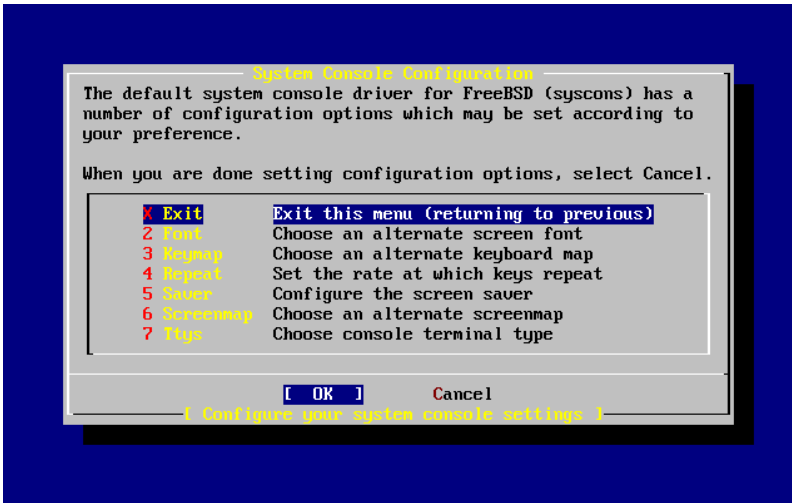 System Console Configuration
The default system console driver for FreeBSD (syscons) has a
number of configuration options which may be set according to
your preference.
When you are done setting configuration options, select Cancel.
X Exit Exit this menu (returning to previous)
2 Font Choose an alternate screen font
3 Keymap Choose an alternate keyboard map
4 Repeat Set the rate at which keys repeat
5 Saver Configure the screen saver
6 Screenmap Choose an alternate screenmap
7 Ttys Choose console terminal type
[ OK ] Cancel
[ Configure your system console settings ]